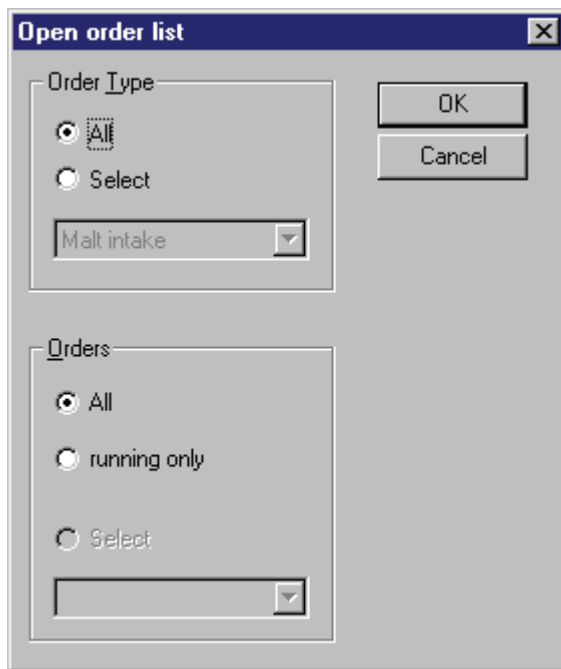 Open order list
Order Type
All
Select
Malt intake
OK
Cancel
Orders
All
running only
Select